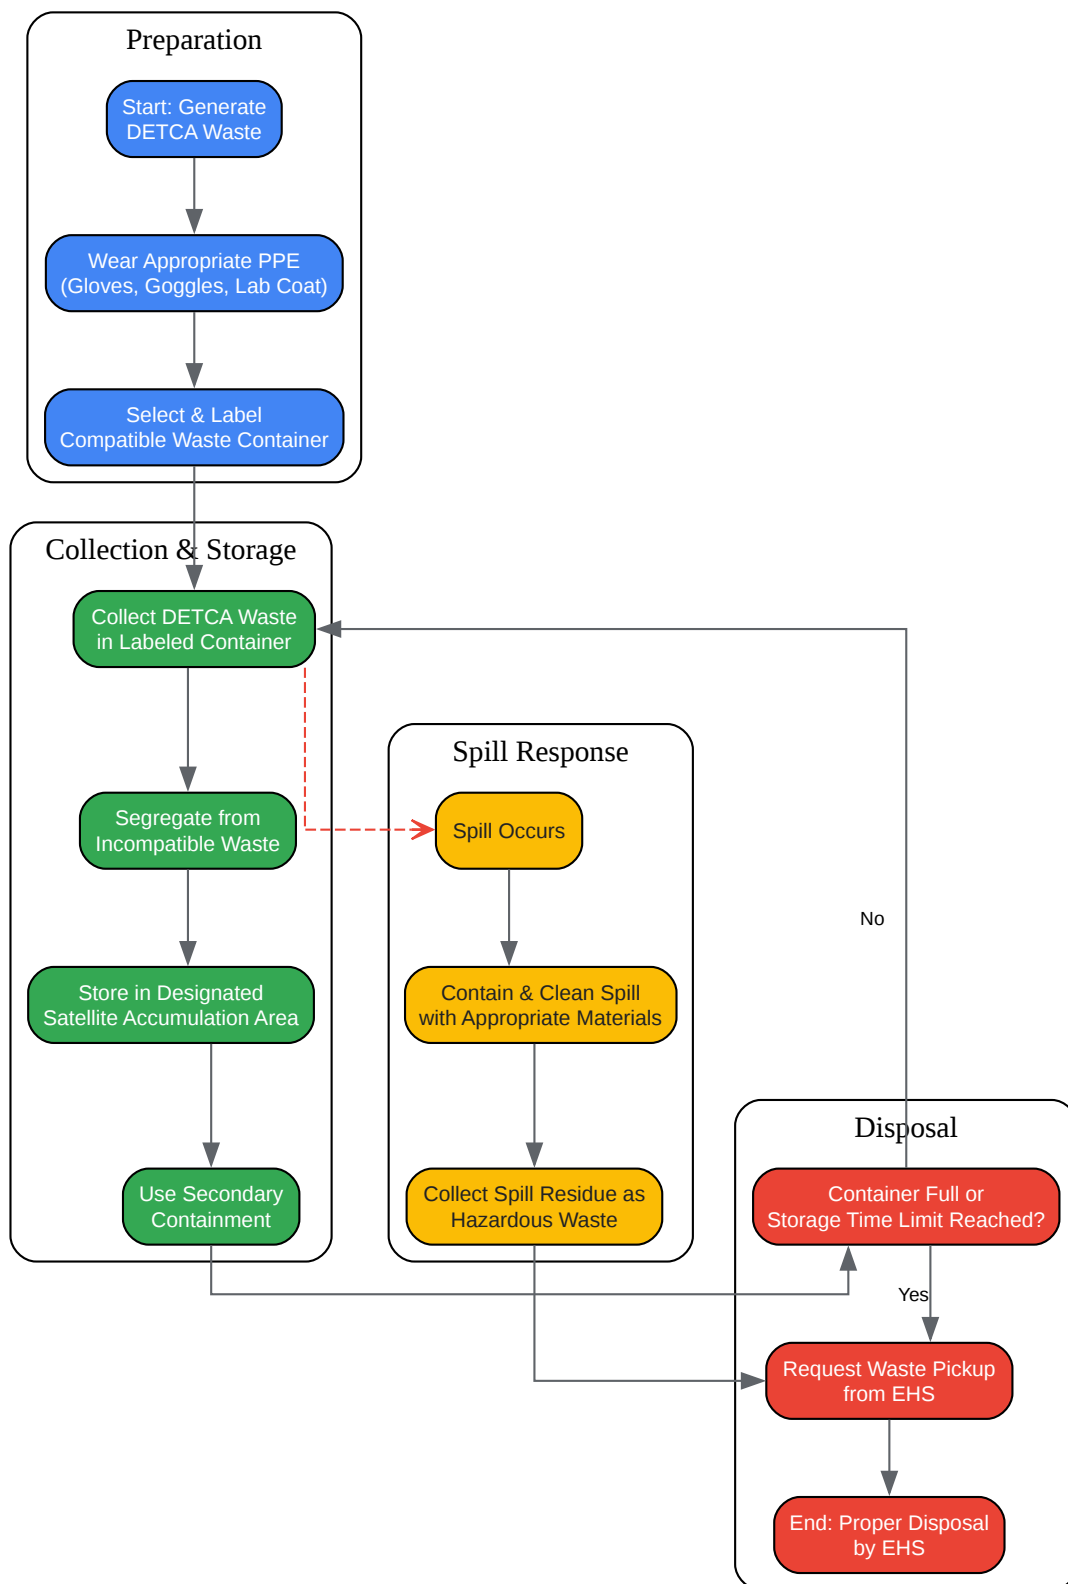 Preparation
Start: Generate
DETCA Waste
Wear Appropriate PPE
(Gloves, Goggles, Lab Coat)
Select & Label
Compatible Waste Container
Collection & Storage
Collect DETCA Waste
in Labeled Container
Segregate from
Incompatible Waste
Store in Designated
Satellite Accumulation Area
Use Secondary
Containment
Spill Response
Spill Occurs
Contain & Clean Spill
with Appropriate Materials
Collect Spill Residue as
Hazardous Waste
No
Disposal
Container Full or
Storage Time Limit Reached?
Yes
Request Waste Pickup
from EHS
End: Proper Disposal
by EHS